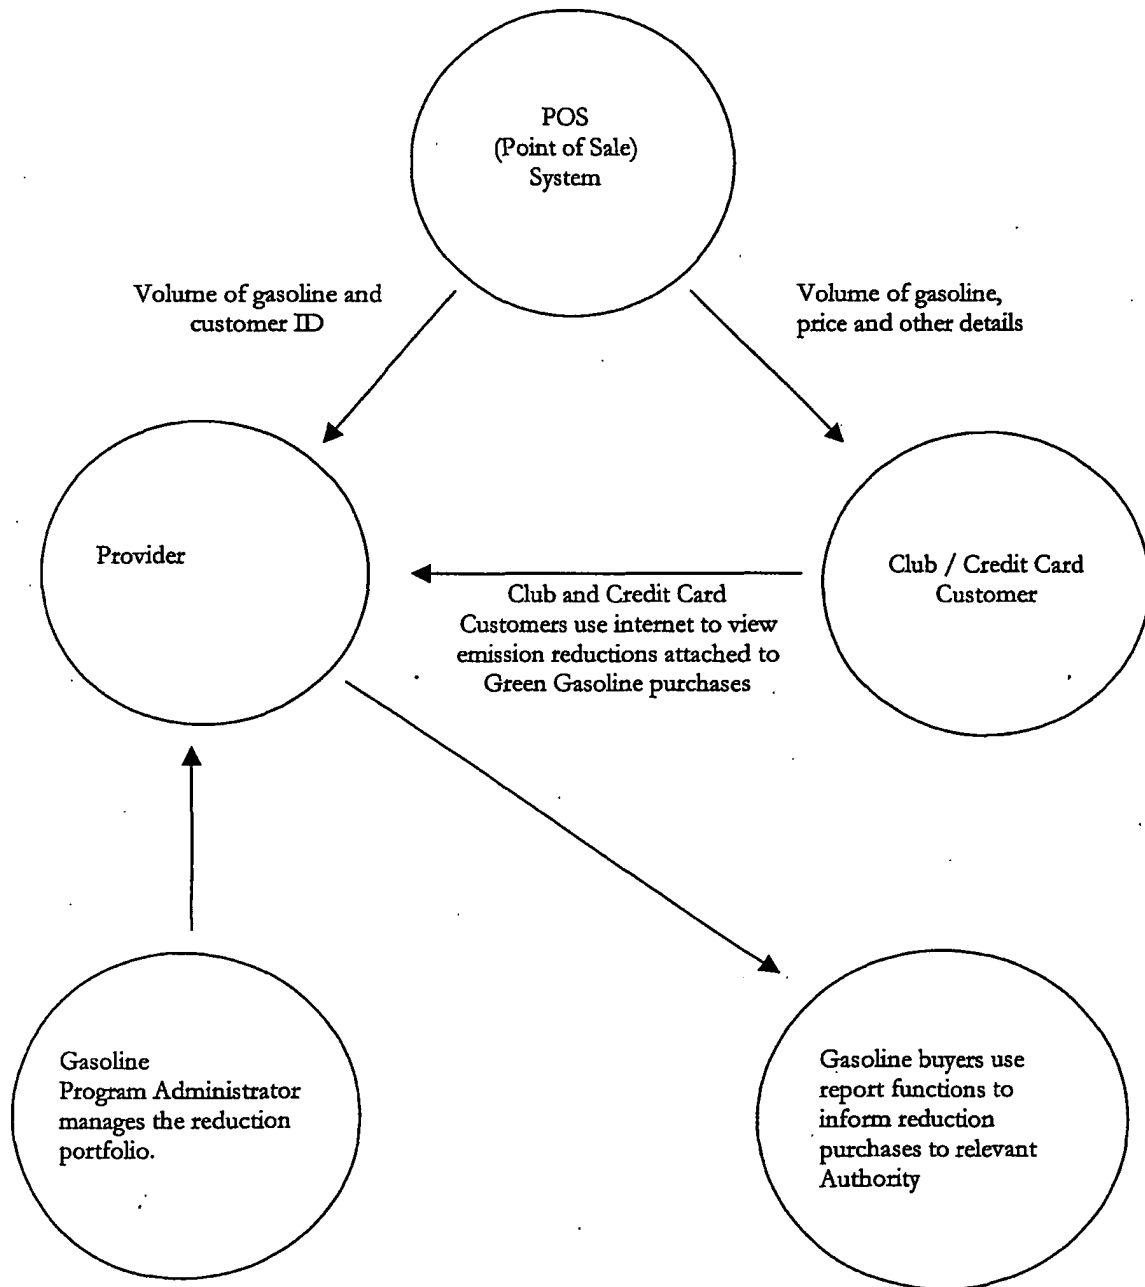 POS
(Point of Sale)
System
Volume of gasoline and
customer ID
Volume of gasoline,
price and other details
Provider
Club / Credit Card
Customer
Club and Credit Card
Customers use internet to view
emission reductions attached to
Green Gasoline purchases
Gasoline
Program Administrator
manages the reduction
portfolio.
Gasoline buyers use
report functions to
inform reduction
purchases to relevant
Authority